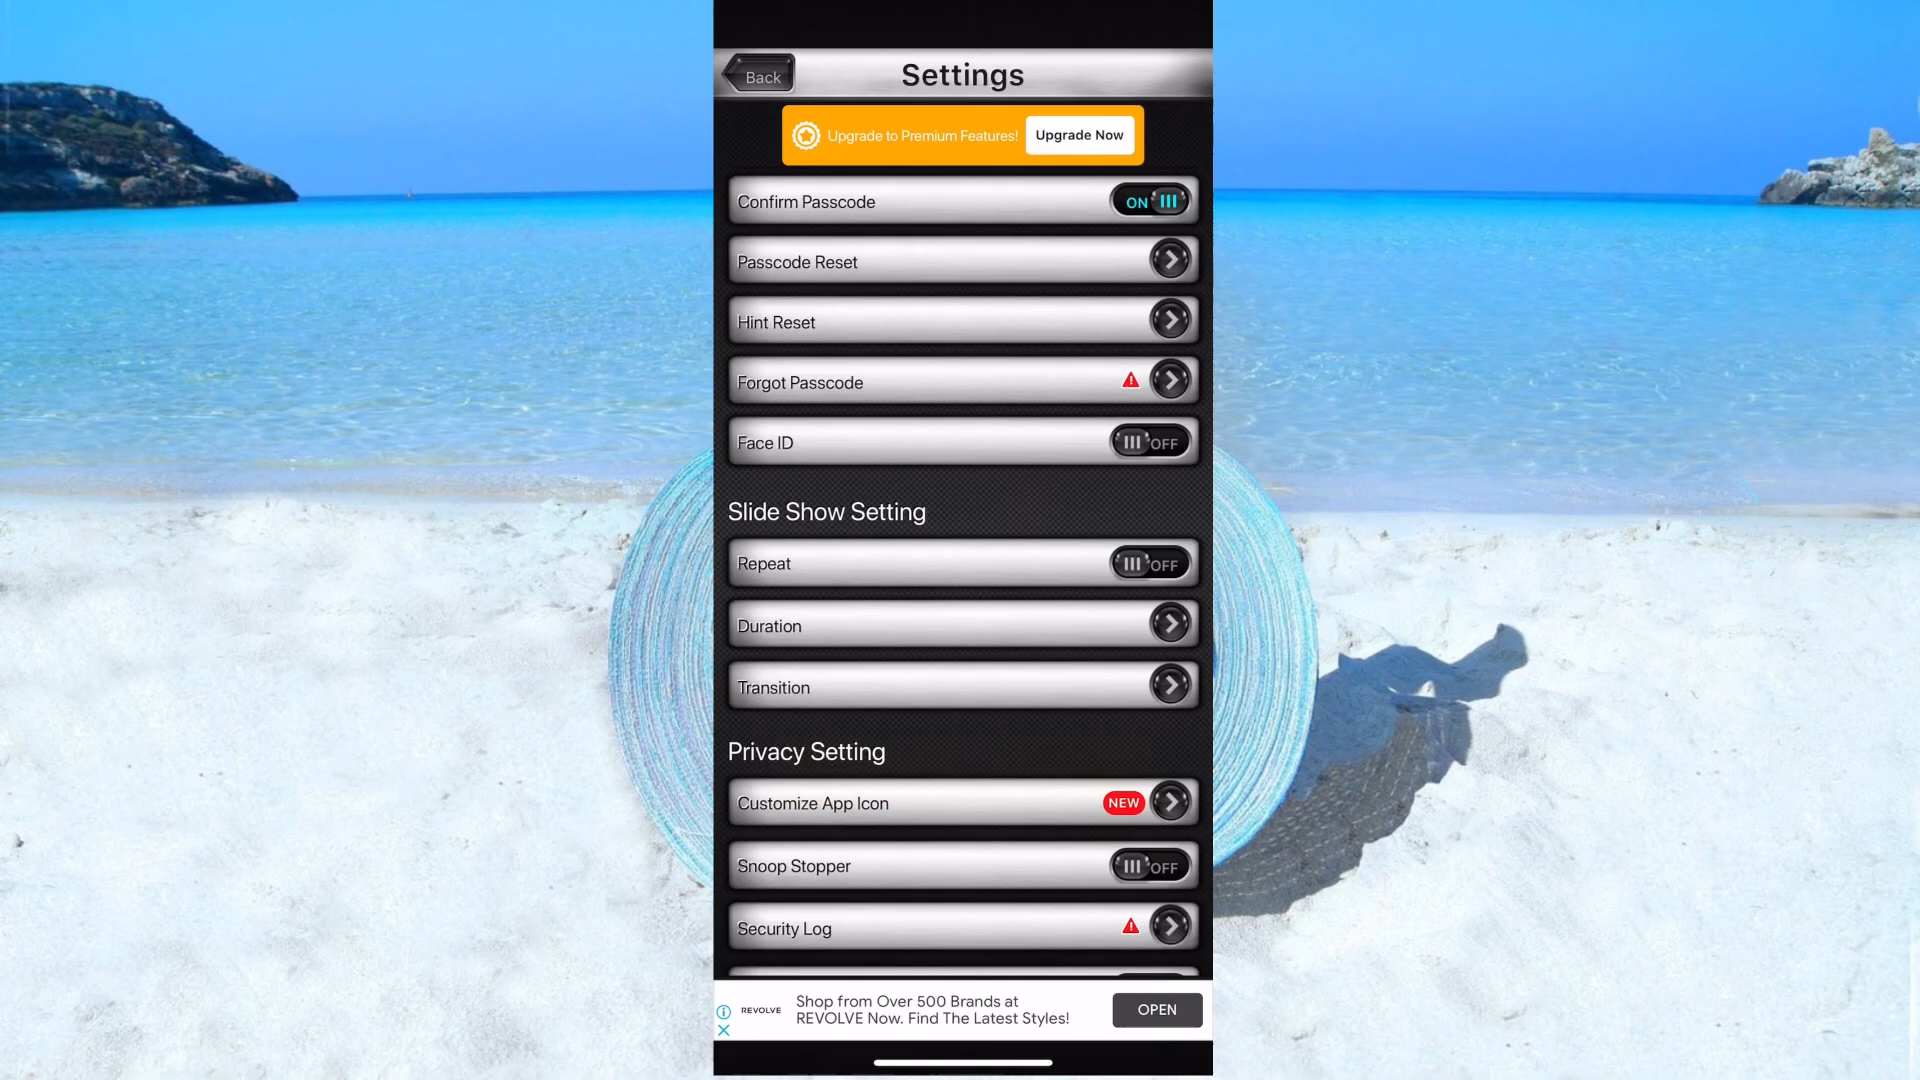 Back
Settings
Upgrade to Premium Features!
Upgrade Now
Confirm Passcode
ON
Passcode Reset
Hint Reset
Forgot Passcode
Face ID
OFF
Slide Show Setting
Repeat
OFF
Duration
Transition
Privacy Setting
Customize App Icon
NEW
Snoop Stopper
OFF
Security Log
REVOLVE
Shop from Over 500 Brands at
REVOLVE Now. Find The Latest Styles!
OPEN